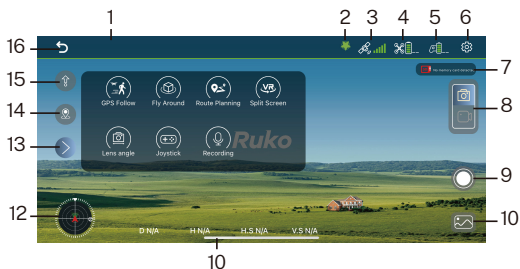 1
2
3
4
5
6
16
No memory card detected
7
15
GPS Follow
Fly Around
Route Planning
VR
Split Screen
8
14
Ruko
13
Lens angle
Joystick
Recording
9
12
D N/A
H N/A
H.S N/A
V.S N/A
10
10